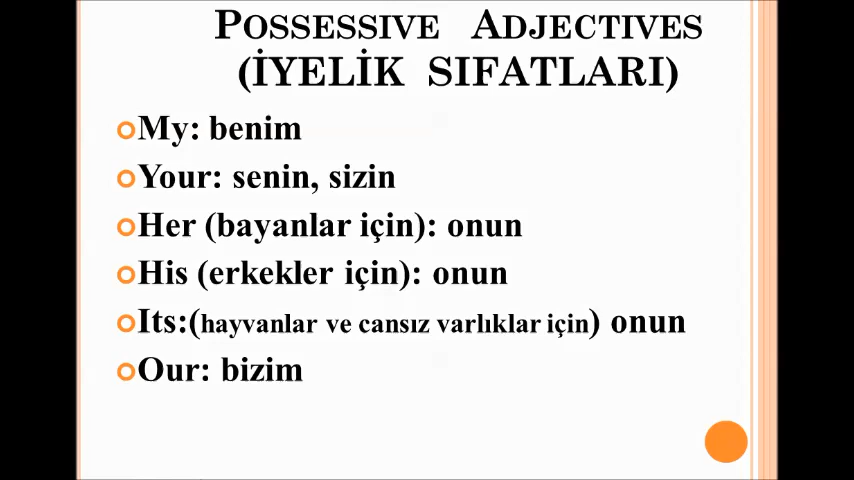 POSSESSIVE ADJECTIVES
(İYELİK SIFATLARI)
My: benim
Your: senin, sizin
Her (bayanlar için): onun
His (erkekler için): onun
Its:(hayvanlar ve cansız varlıklar için) onun
Our: bizim